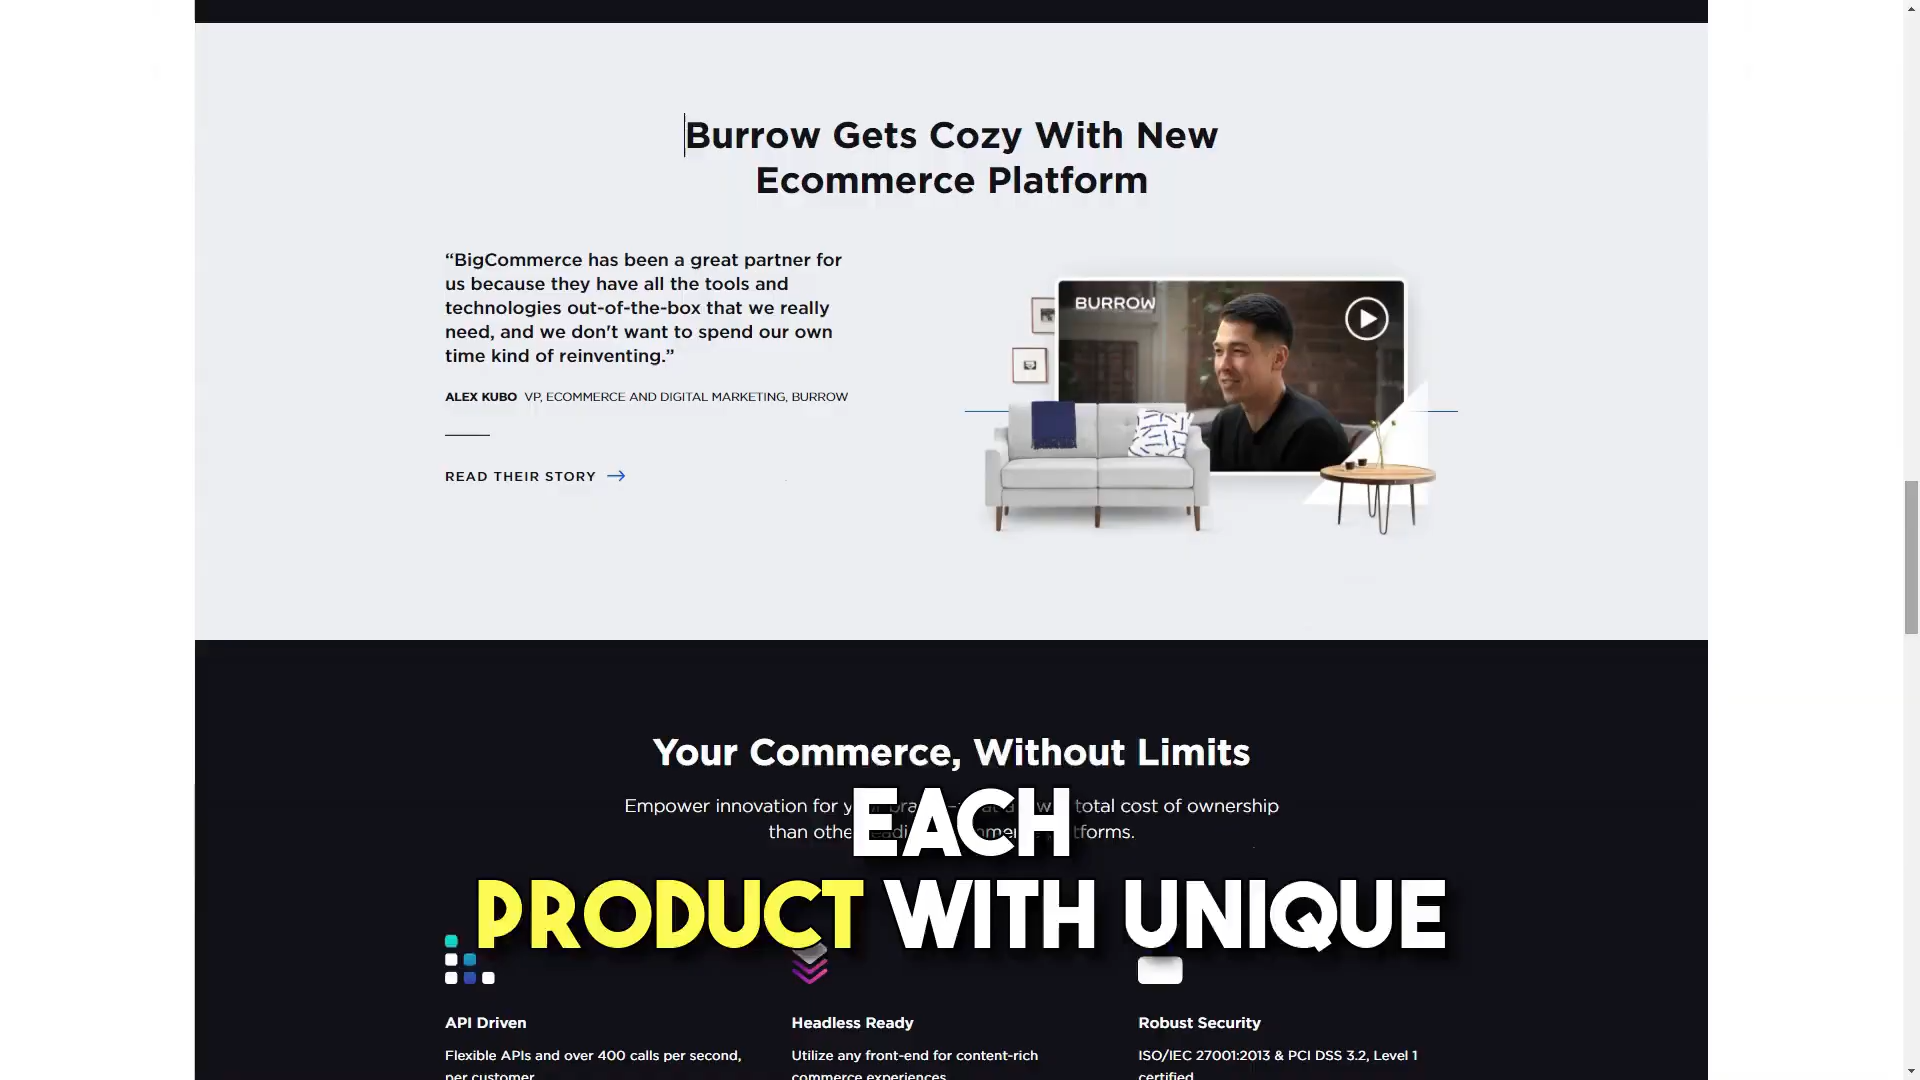 Burrow Gets Cozy With New
Ecommerce Platform
“BigCommerce has been a great partner for
us because they have all the tools and
technologies out-of-the-box that we really
need, and we don't want to spend our own
time kind of reinventing.”
ALEX KUBO VP, ECOMMERCE AND DIGITAL MARKETING, BURROW
READ THEIR STORY
BURROW
Your Commerce, Without Limits
Empower innovation for total cost of ownership
than
EACH
PRODUCT WITH UNIQUE
API Driven
Flexible APIs and over 400 calls per second,
per customer
Headless Ready
Utilize any front-end for content-rich
commerce experiences
Robust Security
ISO/IEC 27001:2013 & PCI DSS 3.2, Level 1
certified